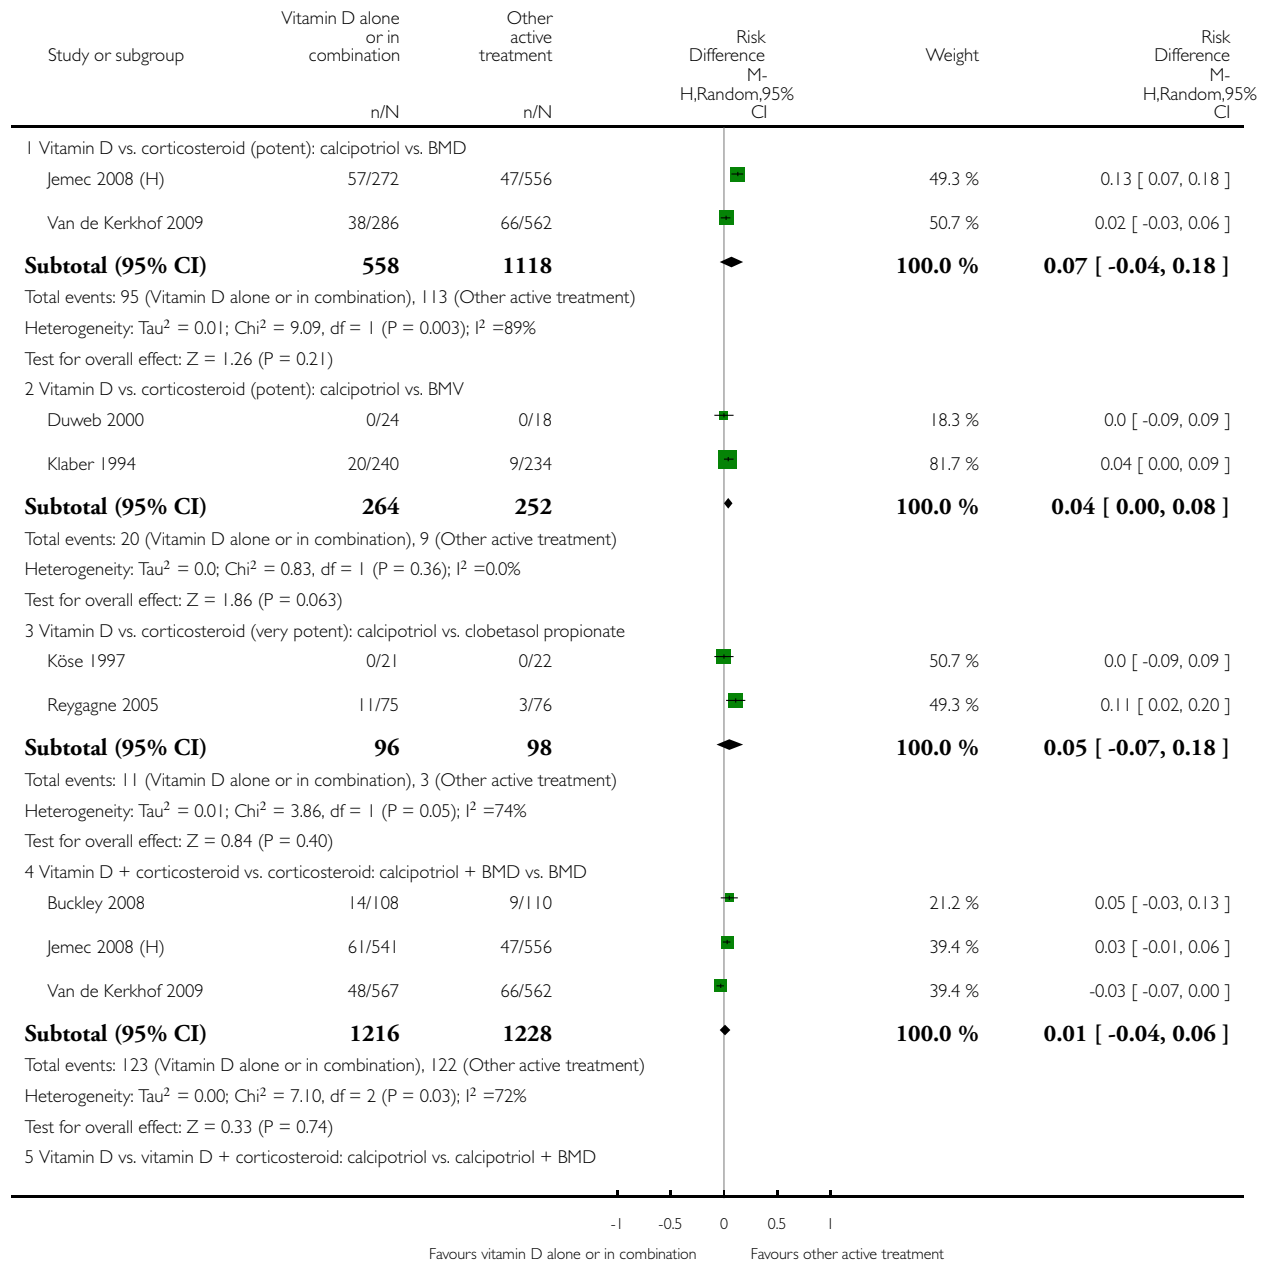 Study or subgroup Vitamin D alone or in combination Other active treatment Risk Difference M-H,Random,95% CI Weight Risk Difference M-H,Random,95% CI
n/N n/N
1 Vitamin D vs. corticosteroid (potent): calcipotriol vs. BMD
Jemec 2008 (H) 57/272 47/556 49.3 % 0.13 [ 0.07, 0.18 ]
Van de Kerkhof 2009 38/286 66/562 50.7 % 0.02 [ -0.03, 0.06 ]
Subtotal (95% CI) 558 1118 100.0 % 0.07 [ -0.04, 0.18 ]
Total events: 95 (Vitamin D alone or in combination), 113 (Other active treatment)
Heterogeneity: Tau² = 0.01; Chi² = 9.09, df = 1 (P = 0.003); I² =89%
Test for overall effect: Z = 1.26 (P = 0.21)
2 Vitamin D vs. corticosteroid (potent): calcipotriol vs. BMV
Duweb 2000 0/24 0/18 18.3 % 0.0 [ -0.09, 0.09 ]
Klaber 1994 20/240 9/234 81.7 % 0.04 [ 0.00, 0.09 ]
Subtotal (95% CI) 264 252 100.0 % 0.04 [ 0.00, 0.08 ]
Total events: 20 (Vitamin D alone or in combination), 9 (Other active treatment)
Heterogeneity: Tau² = 0.0; Chi² = 0.83, df = 1 (P = 0.36); I² =0.0%
Test for overall effect: Z = 1.86 (P = 0.063)
3 Vitamin D vs. corticosteroid (very potent): calcipotriol vs. clobetasol propionate
Köse 1997 0/21 0/22 50.7 % 0.0 [ -0.09, 0.09 ]
Reygagne 2005 11/75 3/76 49.3 % 0.11 [ 0.02, 0.20 ]
Subtotal (95% CI) 96 98 100.0 % 0.05 [ -0.07, 0.18 ]
Total events: 11 (Vitamin D alone or in combination), 3 (Other active treatment)
Heterogeneity: Tau² = 0.01; Chi² = 3.86, df = 1 (P = 0.05); I² =74%
Test for overall effect: Z = 0.84 (P = 0.40)
4 Vitamin D + corticosteroid vs. corticosteroid: calcipotriol + BMD vs. BMD
Buckley 2008 14/108 9/110 21.2 % 0.05 [ -0.03, 0.13 ]
Jemec 2008 (H) 61/541 47/556 39.4 % 0.03 [ -0.01, 0.06 ]
Van de Kerkhof 2009 48/567 66/562 39.4 % -0.03 [ -0.07, 0.00 ]
Subtotal (95% CI) 1216 1228 100.0 % 0.01 [ -0.04, 0.06 ]
Total events: 123 (Vitamin D alone or in combination), 122 (Other active treatment)
Heterogeneity: Tau² = 0.00; Chi² = 7.10, df = 2 (P = 0.03); I² =72%
Test for overall effect: Z = 0.33 (P = 0.74)
5 Vitamin D vs. vitamin D + corticosteroid: calcipotriol vs. calcipotriol + BMD
-1 -0.5 0 0.5 1
Favours vitamin D alone or in combination Favours other active treatment